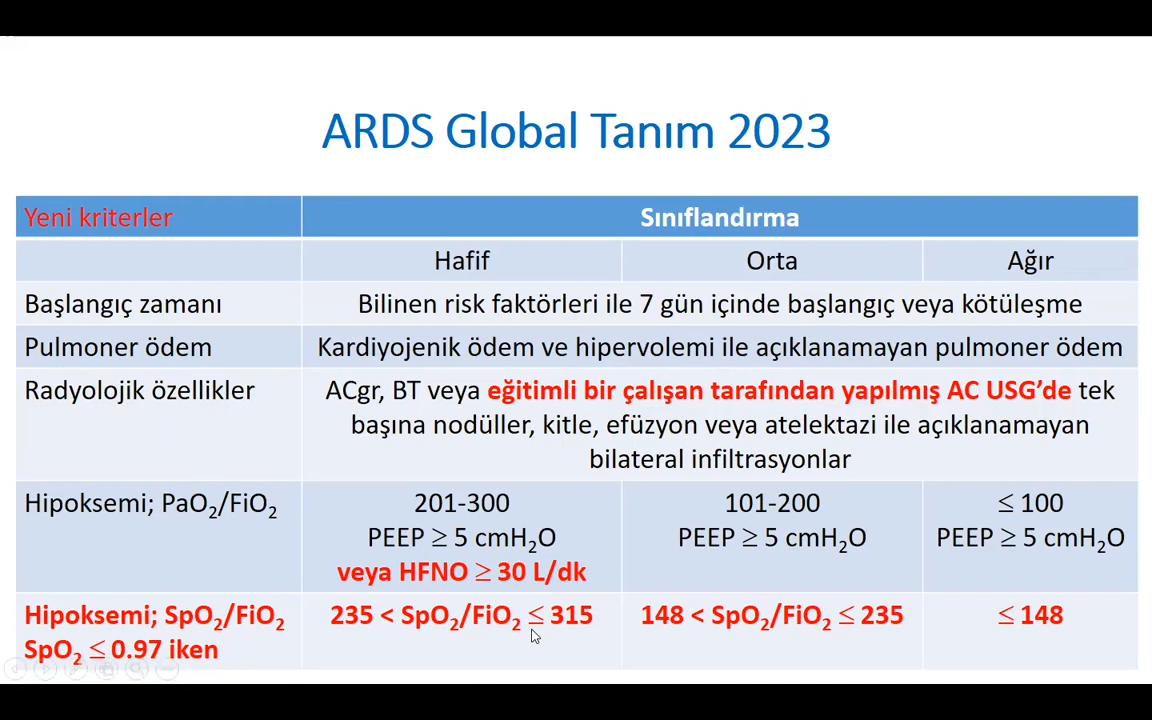 ARDS Global Tanım 2023
Yeni kriterler Sınıflandırma
Hafif Orta Ağır
Başlangıç zamanı Bilinen risk faktörleri ile 7 gün içinde başlangıç veya kötüleşme
Pulmoner ödem Kardiyojenik ödem ve hipervolemi ile açıklanamayan pulmoner ödem
Radyolojik özellikler ACgr, BT veya eğitimli bir çalışan tarafından yapılmış AC USG’de tek
başına nodüller, kitle, efüzyon veya atelektazi ile açıklanamayan
bilateral infiltrasyonlar
Hipoksemi; PaO₂/FiO₂ 201-300 101-200 ≤ 100
PEEP ≥ 5 cmH₂O PEEP ≥ 5 cmH₂O PEEP ≥ 5 cmH₂O
veya HFNO ≥ 30 L/dk
Hipoksemi; SpO₂/FiO₂ 235 < SpO₂/FiO₂ ≤ 315 148 < SpO₂/FiO₂ ≤ 235 ≤ 148
SpO₂ ≤ 0.97 iken